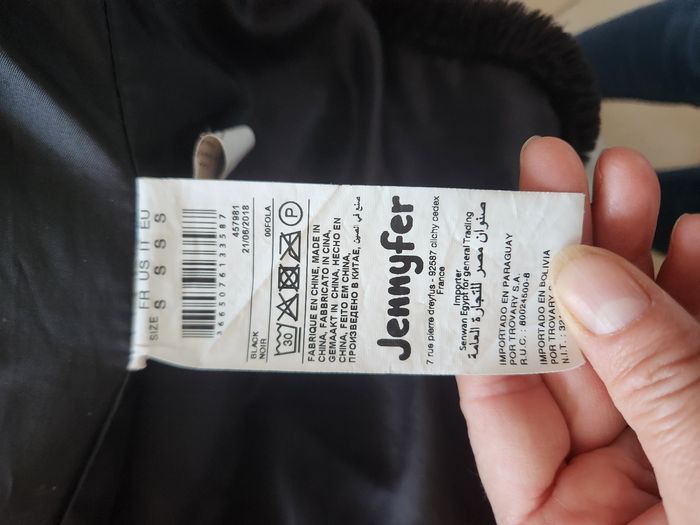 FR US IT EU
SIZE S S S S
3665076133587
457981
21/06/2018
BLACK
NOIR
00FOLA
30
P
FABRIQUE EN CHINE, MADE IN
CHINA, FABBRICATO IN CINA,
GEMAAKT IN CHINA, HECHO EN
CHINA, FEITO EM CHINA,
ПРОИЗВЕДЕНО В КИТАЕ, صنع في الصين
Jennyfer
7 rue pierre dreyfus - 92587 clichy cedex
France
Importer
Senwan Egypt for general Trading
صنوان مصر للتجارة العامة
IMPORTADO EN PARAGUAY
POR TROVARY S.A.
R.U.C. : 80024500-8
IMPORTADO EN BOLIVIA
POR TROVARY S
N.I.T. : 32